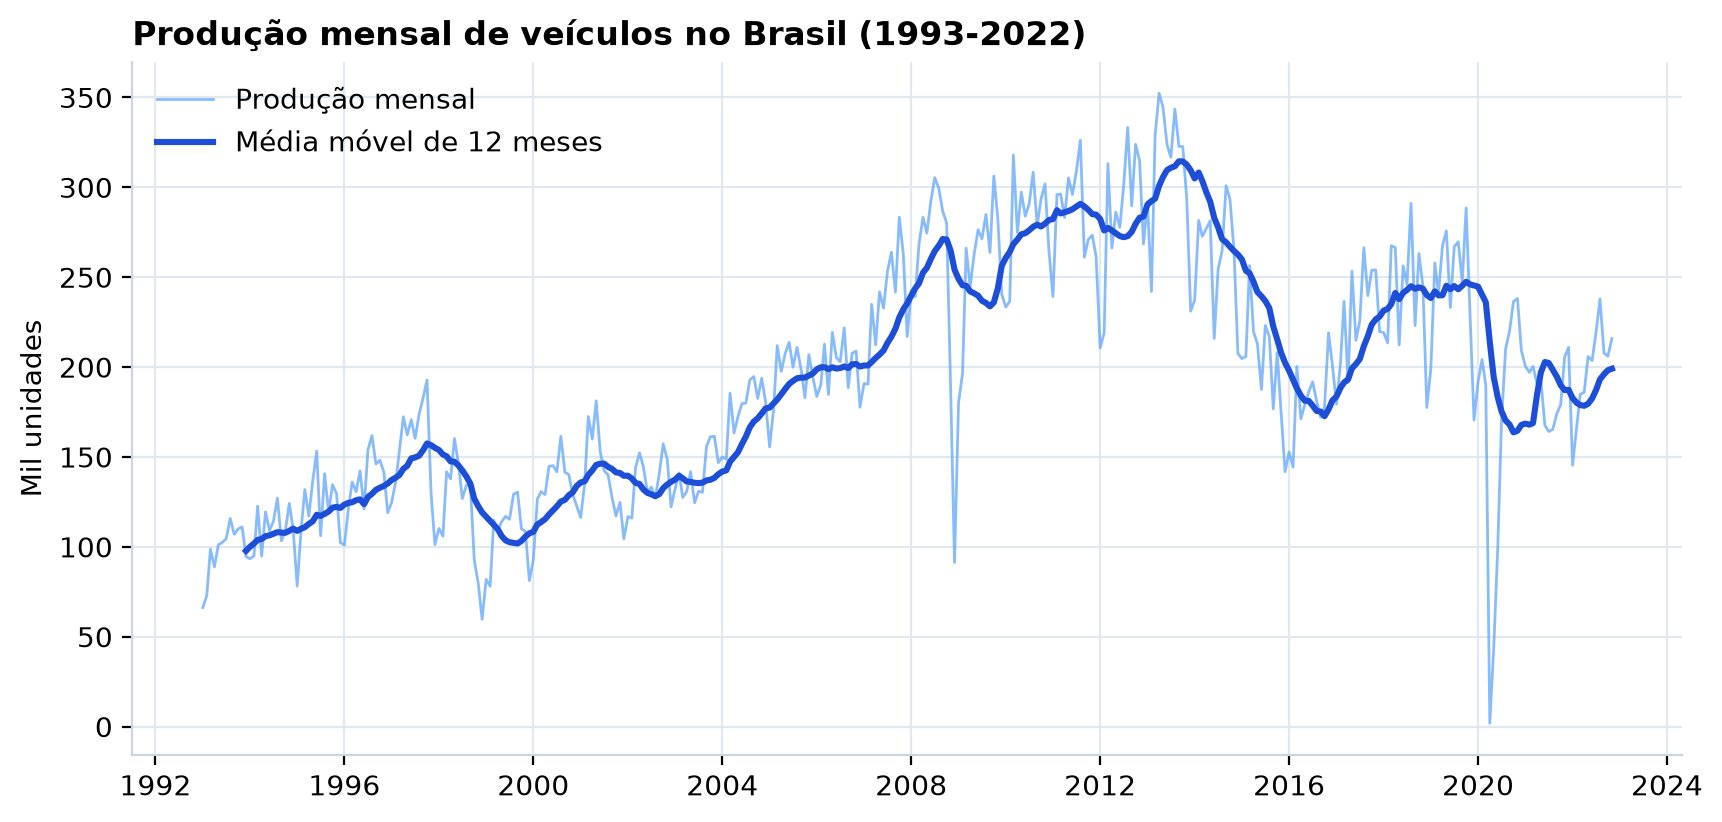 Produção mensal de veículos no Brasil (1993-2022)
Produção mensal
Média móvel de 12 meses
Mil unidades
350
300
250
200
150
100
50
0
1992 1996 2000 2004 2008 2012 2016 2020 2024